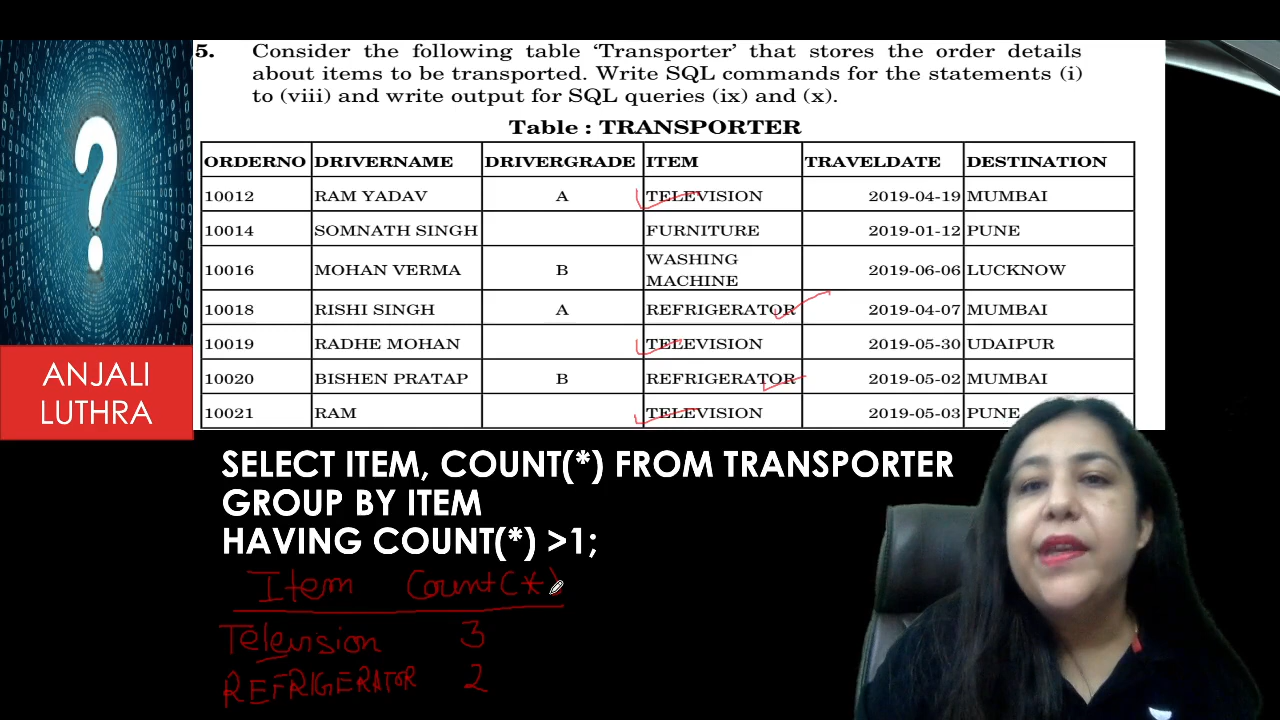 5. Consider the following table ‘Transporter’ that stores the order details
about items to be transported. Write SQL commands for the statements (i)
to (viii) and write output for SQL queries (ix) and (x).
Table : TRANSPORTER
ORDERNO DRIVERNAME DRIVERGRADE ITEM TRAVELDATE DESTINATION
10012 RAM YADAV A TELEVISION 2019-04-19 MUMBAI
10014 SOMNATH SINGH FURNITURE 2019-01-12 PUNE
10016 MOHAN VERMA B WASHING MACHINE 2019-06-06 LUCKNOW
10018 RISHI SINGH A REFRIGERATOR 2019-04-07 MUMBAI
10019 RADHE MOHAN TELEVISION 2019-05-30 UDAIPUR
10020 BISHEN PRATAP B REFRIGERATOR 2019-05-02 MUMBAI
10021 RAM TELEVISION 2019-05-03 PUNE
ANJALI
LUTHRA
SELECT ITEM, COUNT(*) FROM TRANSPORTER
GROUP BY ITEM
HAVING COUNT(*) >1;
Item Count(*)
Television 3
REFRIGERATOR 2